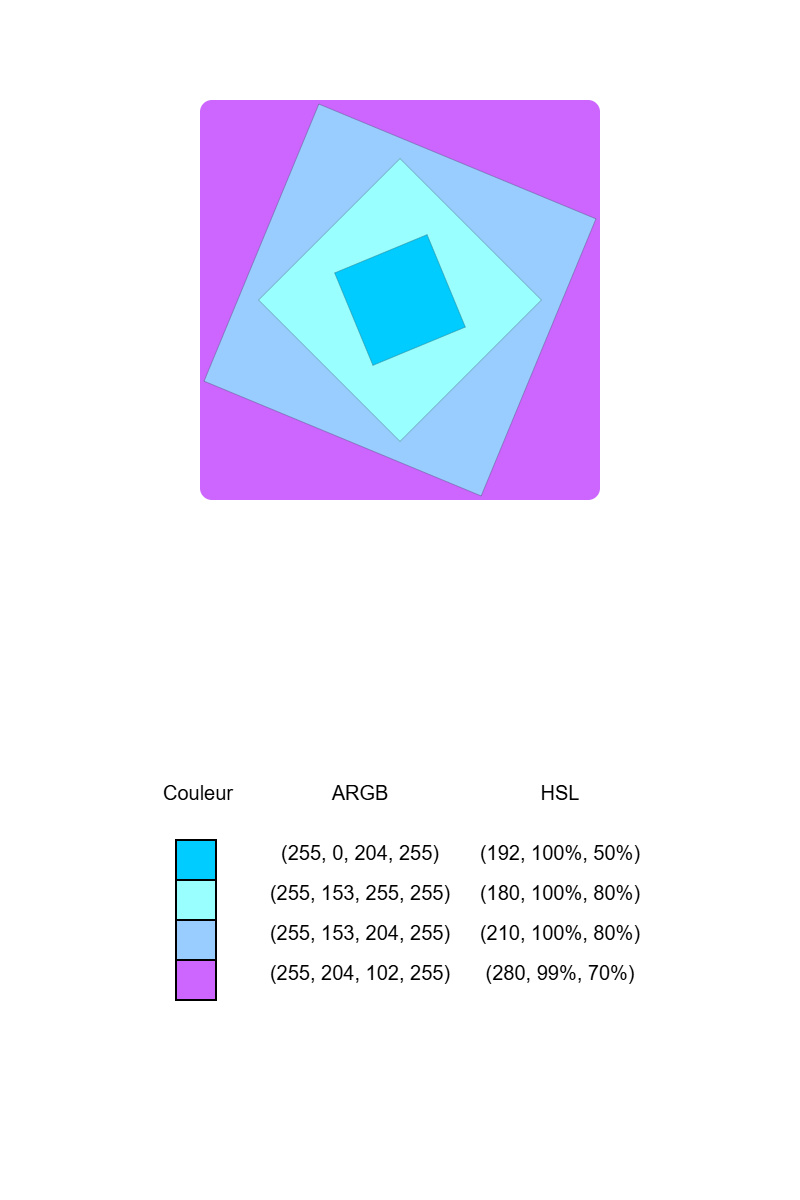 Couleur ARGB HSL
(255, 0, 204, 255) (192, 100%, 50%)
(255, 153, 255, 255) (180, 100%, 80%)
(255, 153, 204, 255) (210, 100%, 80%)
(255, 204, 102, 255) (280, 99%, 70%)